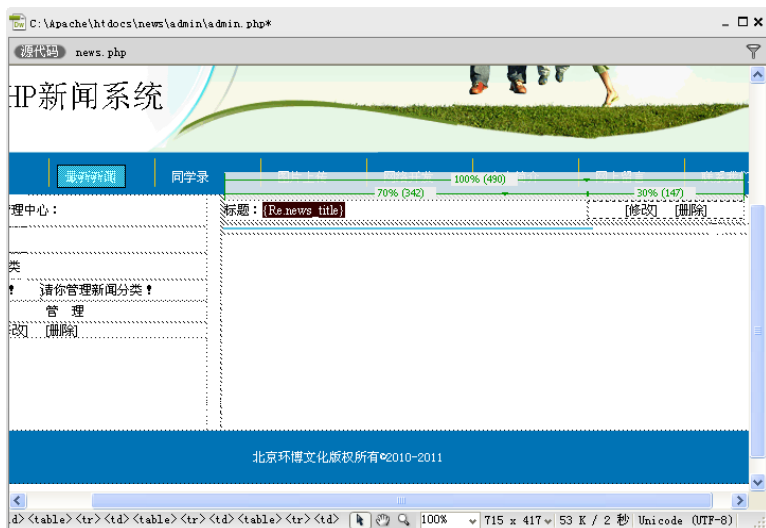 C:\Apache\htdocs\news\admin\admin.php*
源代码 news.php
HP新闻系统
最新新闻 同学录
100% (490)
70% (342) 30% (147)
理中心：
标题：{Re.news_title} [修改] [删除]
类
！ 请你管理新闻分类！
管 理
修改] [删除]
北京环博文化版权所有©2010-2011
d> <table> <tr> <td> <table> <tr> <td> <table> <tr> <td> 100% 715 x 417 53 K / 2 秒 Unicode (UTF-8)